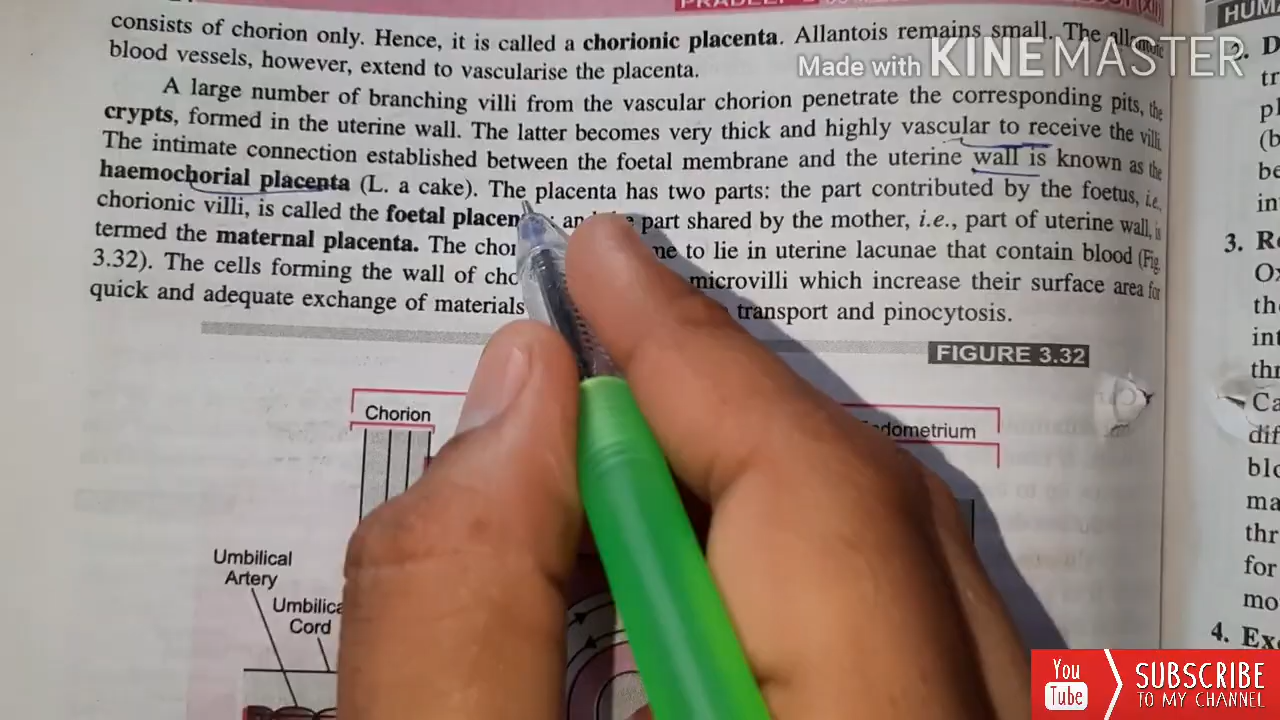 consists of chorion only. Hence, it is called a chorionic placenta. Allantois remains small. The
blood vessels, however, extend to vascularise the placenta.
A large number of branching villi from the vascular chorion penetrate the corresponding pits, the
crypts, formed in the uterine wall. The latter becomes very thick and highly vascular to receive the villi.
The intimate connection established between the foetal membrane and the uterine wall is known as the
haemochorial placenta (L. a cake). The placenta has two parts: the part contributed by the foetus, i.e.,
chorionic villi, is called the foetal part shared by the mother, i.e., part of uterine wall, is
termed the maternal placenta. The to lie in uterine lacunae that contain blood (Fig.
3.32). The cells forming the wall of microvilli which increase their surface area for
quick and adequate exchange of materials transport and pinocytosis.
FIGURE 3.32
Chorion
Umbilical
Artery
Cord
Made with KINEMASTER
HUM
3.
4.
You
Tube
SUBSCRIBE
TO MY CHANNEL